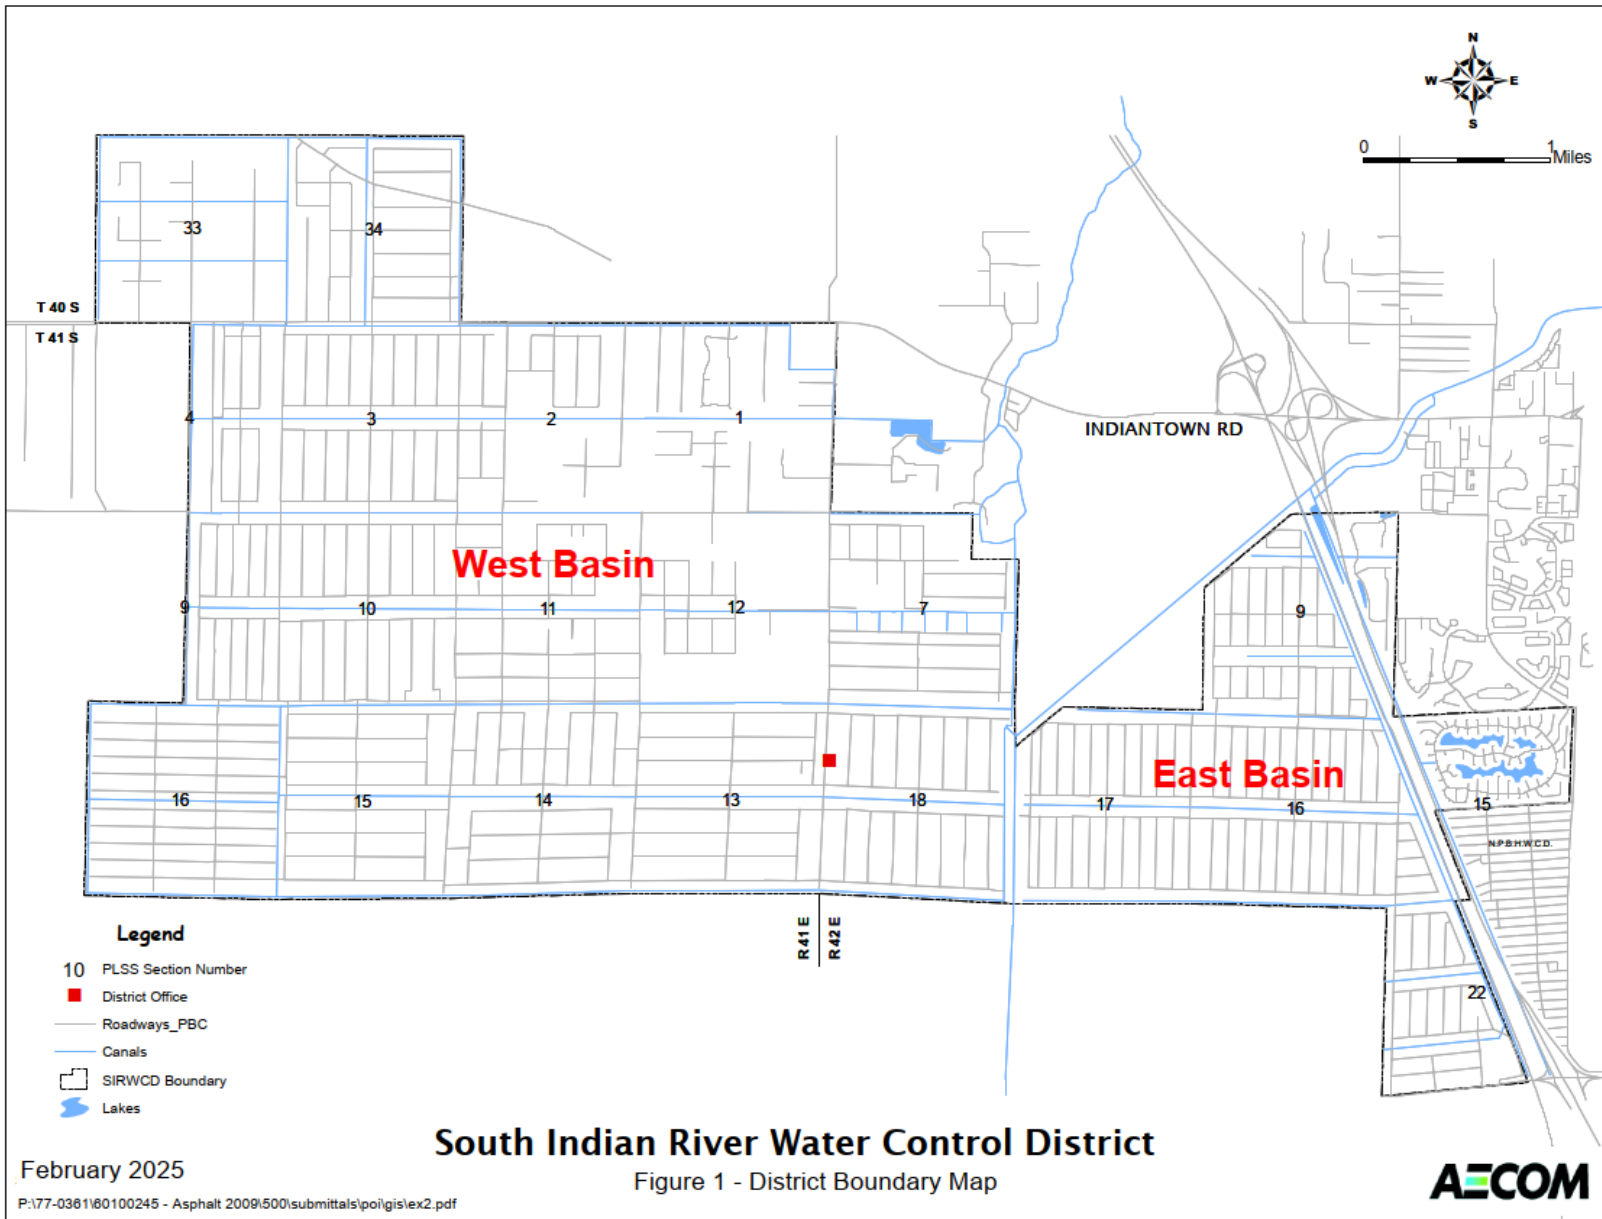 N
W E
S
0 1 Miles
33
34
T 40 S
T 41 S
4
3
2
1
INDIANTOWN RD
West Basin
9
10
11
12
7
9
East Basin
16
15
14
13
18
17
16
15
N.P.B.H.W.C.D.
R 41 E
R 42 E
22
Legend
10 PLSS Section Number
District Office
Roadways_PBC
Canals
SIRWCD Boundary
Lakes
South Indian River Water Control District
Figure 1 - District Boundary Map
February 2025
P:\77-0361\60100245 - Asphalt 2009\500\submittals\poi\gis\ex2.pdf
AECOM